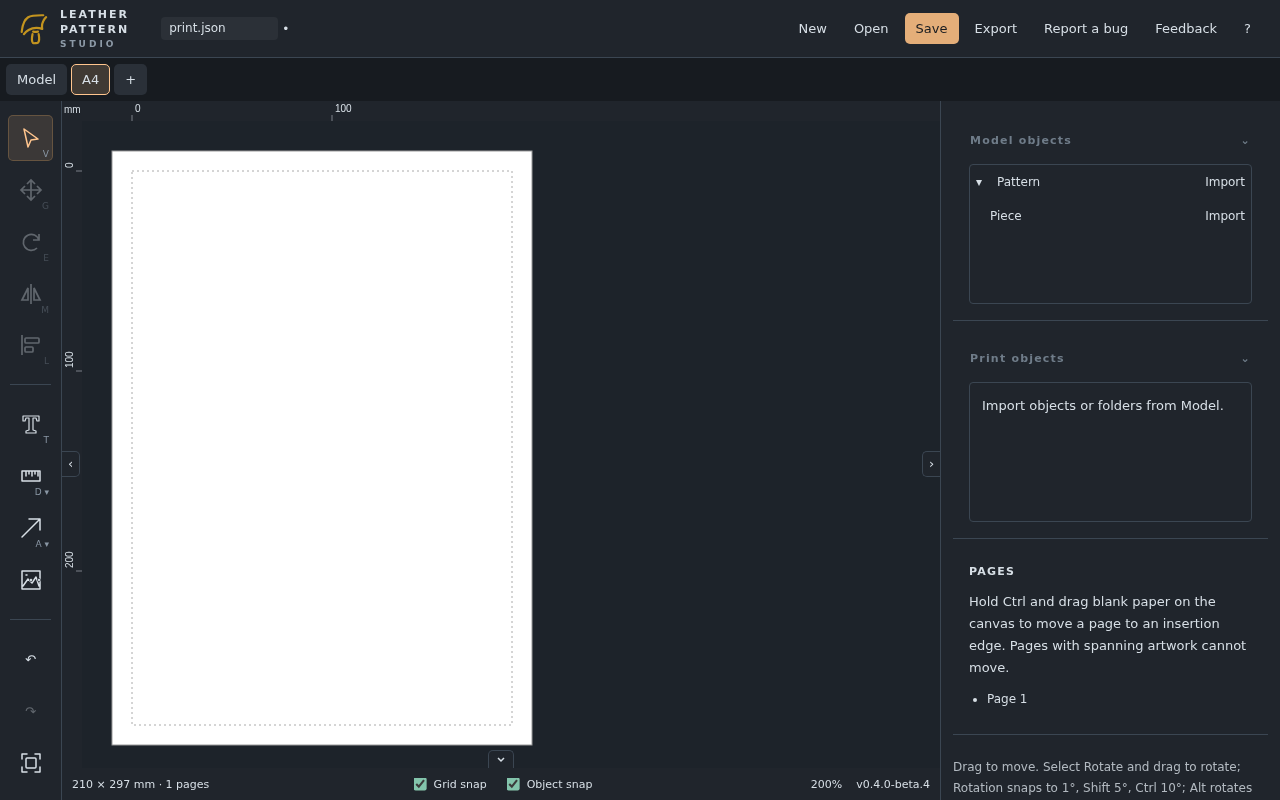 LEATHER
PATTERN
STUDIO
print.json •
New Open Save Export Report a bug Feedback ?
Model A4 +
mm 0 100
V
G
E
M
L
T
D ▾
A ▾
0
100
200
Model objects
▾ Pattern Import
Piece Import
Print objects
Import objects or folders from Model.
PAGES
Hold Ctrl and drag blank paper on the
canvas to move a page to an insertion
edge. Pages with spanning artwork cannot
move.
• Page 1
Drag to move. Select Rotate and drag to rotate;
Rotation snaps to 1°, Shift 5°, Ctrl 10°; Alt rotates
210 × 297 mm · 1 pages Grid snap Object snap 200% v0.4.0-beta.4